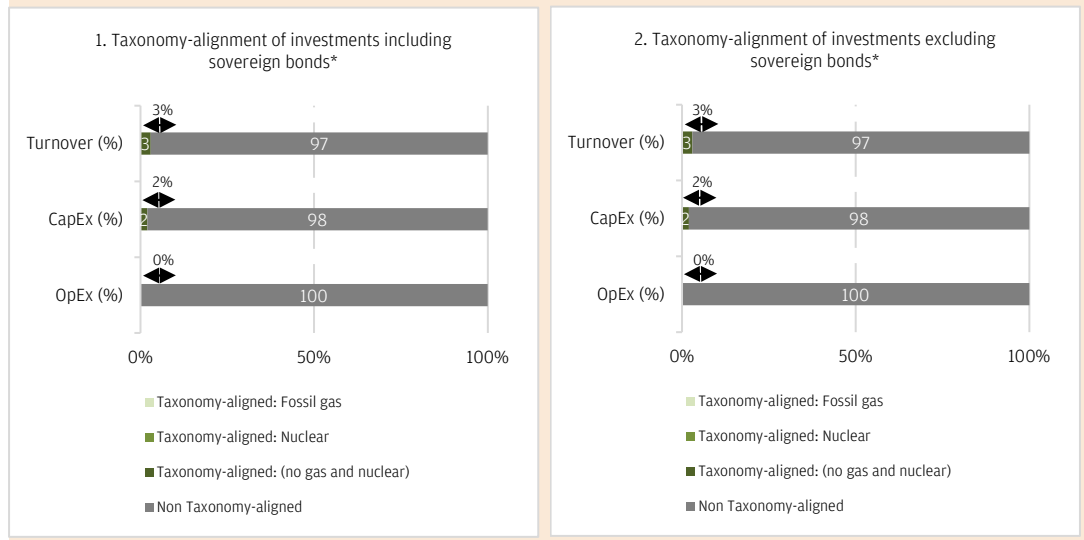 1. Taxonomy-alignment of investments including
sovereign bonds*
3%
Turnover (%)
3
97
2%
CapEx (%)
2
98
0%
OpEx (%)
100
0%
50%
100%
Taxonomy-aligned: Fossil gas
Taxonomy-aligned: Nuclear
Taxonomy-aligned: (no gas and nuclear)
Non Taxonomy-aligned
2. Taxonomy-alignment of investments excluding
sovereign bonds*
3%
Turnover (%)
3
97
2%
CapEx (%)
2
98
0%
OpEx (%)
100
0%
50%
100%
Taxonomy-aligned: Fossil gas
Taxonomy-aligned: Nuclear
Taxonomy-aligned: (no gas and nuclear)
Non Taxonomy-aligned